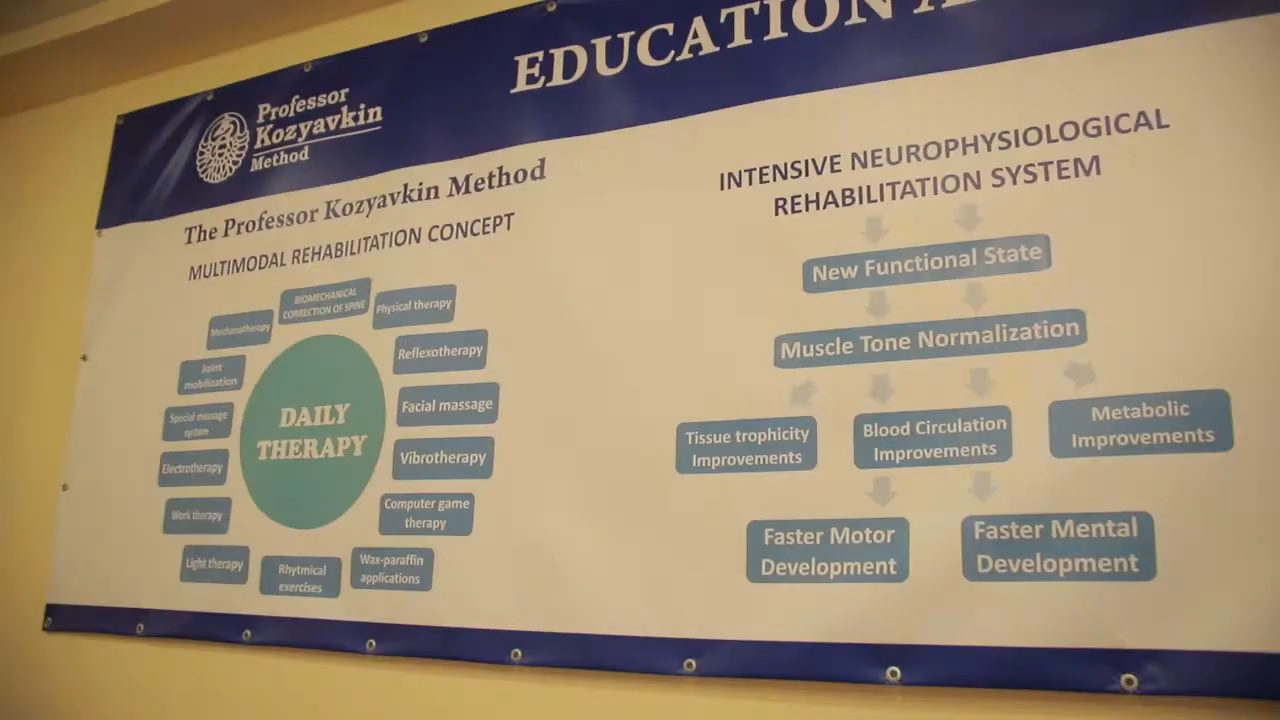 EDUCATION
Professor
Kozyavkin
Method
The Professor Kozyavkin Method
MULTIMODAL REHABILITATION CONCEPT
BIOMECHANICAL
CORRECTION OF SPINE
Physical therapy
Mechanotherapy
Reflexotherapy
Joint
mobilization
Facial massage
Special massage
system
Vibrotherapy
Electrotherapy
Computer game
therapy
Work therapy
Wax-paraffin
applications
Light therapy
Rhytmical
exercises
DAILY
THERAPY
INTENSIVE NEUROPHYSIOLOGICAL
REHABILITATION SYSTEM
New Functional State
Muscle Tone Normalization
Tissue trophicity
Improvements
Blood Circulation
Improvements
Metabolic
Improvements
Faster Motor
Development
Faster Mental
Development